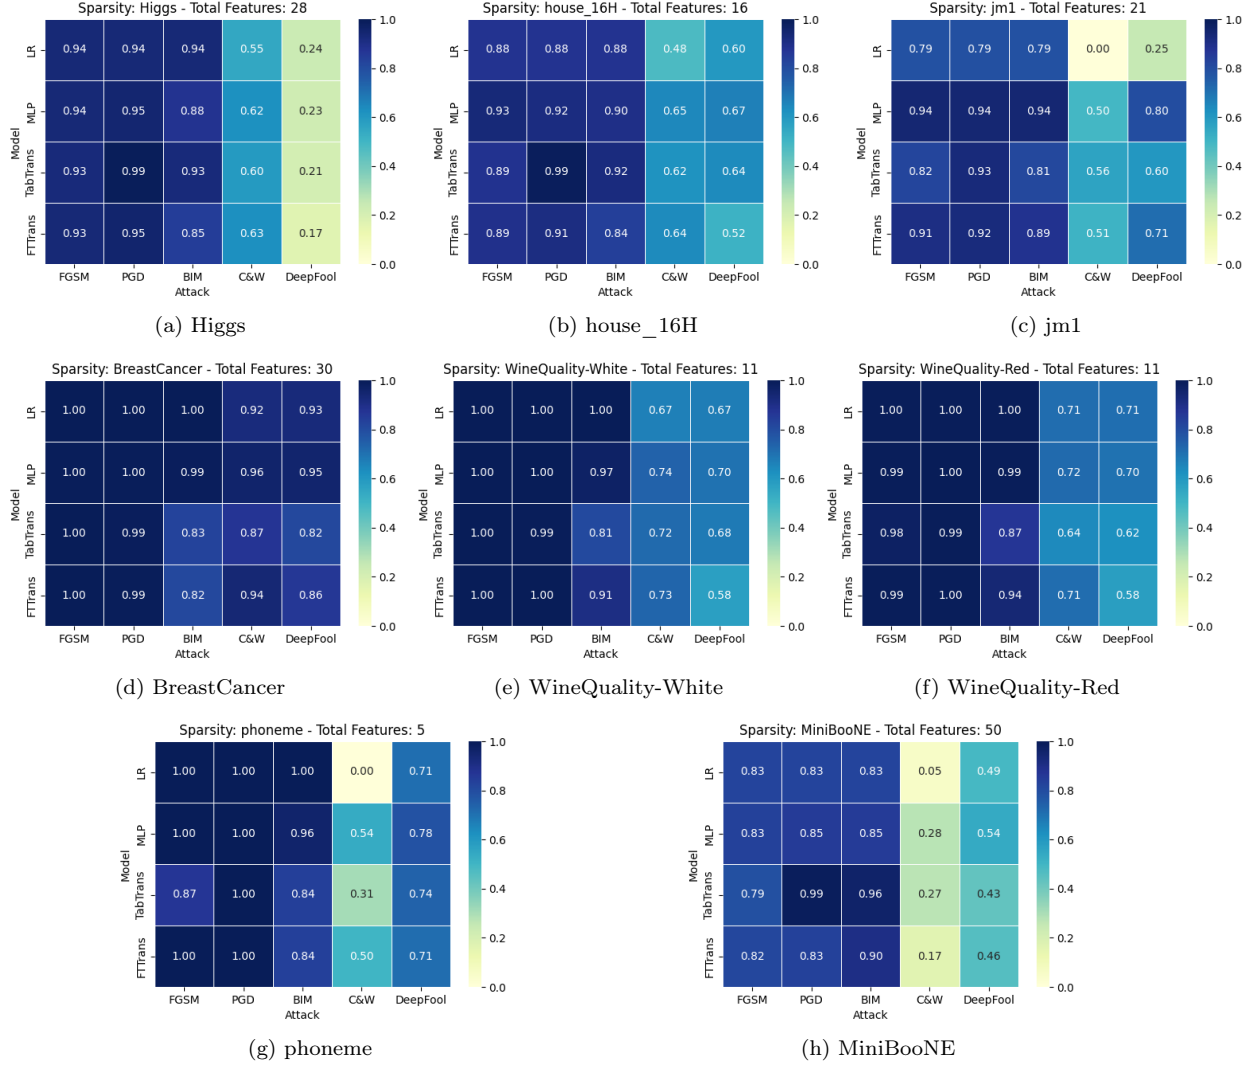 Sparsity: Higgs - Total Features: 28
LR 0.94 0.94 0.94 0.55 0.24 1.0
MLP 0.94 0.95 0.88 0.62 0.23 0.8
Model 0.6
TabTrans 0.93 0.99 0.93 0.60 0.21 0.4
FTTrans 0.93 0.95 0.85 0.63 0.17 0.2
0.0
FGSM PGD BIM C&W DeepFool
Attack
(a) Higgs
Sparsity: house_16H - Total Features: 16
LR 0.88 0.88 0.88 0.48 0.60 1.0
MLP 0.93 0.92 0.90 0.65 0.67 0.8
Model 0.6
TabTrans 0.89 0.99 0.92 0.62 0.64 0.4
FTTrans 0.89 0.91 0.84 0.64 0.52 0.2
0.0
FGSM PGD BIM C&W DeepFool
Attack
(b) house_16H
Sparsity: jm1 - Total Features: 21
LR 0.79 0.79 0.79 0.00 0.25 1.0
MLP 0.94 0.94 0.94 0.50 0.80 0.8
Model 0.6
TabTrans 0.82 0.93 0.81 0.56 0.60 0.4
FTTrans 0.91 0.92 0.89 0.51 0.71 0.2
0.0
FGSM PGD BIM C&W DeepFool
Attack
(c) jm1
Sparsity: BreastCancer - Total Features: 30
LR 1.00 1.00 1.00 0.92 0.93 1.0
MLP 1.00 1.00 0.99 0.96 0.95 0.8
Model 0.6
TabTrans 1.00 0.99 0.83 0.87 0.82 0.4
FTTrans 1.00 0.99 0.82 0.94 0.86 0.2
0.0
FGSM PGD BIM C&W DeepFool
Attack
(d) BreastCancer
Sparsity: WineQuality-White - Total Features: 11
LR 1.00 1.00 1.00 0.67 0.67 1.0
MLP 1.00 1.00 0.97 0.74 0.70 0.8
Model 0.6
TabTrans 1.00 0.99 0.81 0.72 0.68 0.4
FTTrans 1.00 1.00 0.91 0.73 0.58 0.2
0.0
FGSM PGD BIM C&W DeepFool
Attack
(e) WineQuality-White
Sparsity: WineQuality-Red - Total Features: 11
LR 1.00 1.00 1.00 0.71 0.71 1.0
MLP 0.99 1.00 0.99 0.72 0.70 0.8
Model 0.6
TabTrans 0.98 0.99 0.87 0.64 0.62 0.4
FTTrans 0.99 1.00 0.94 0.71 0.58 0.2
0.0
FGSM PGD BIM C&W DeepFool
Attack
(f) WineQuality-Red
Sparsity: phoneme - Total Features: 5
LR 1.00 1.00 1.00 0.00 0.71 1.0
MLP 1.00 1.00 0.96 0.54 0.78 0.8
Model 0.6
TabTrans 0.87 1.00 0.84 0.31 0.74 0.4
FTTrans 1.00 1.00 0.84 0.50 0.71 0.2
0.0
FGSM PGD BIM C&W DeepFool
Attack
(g) phoneme
Sparsity: MiniBooNE - Total Features: 50
LR 0.83 0.83 0.83 0.05 0.49 1.0
MLP 0.83 0.85 0.85 0.28 0.54 0.8
Model 0.6
TabTrans 0.79 0.99 0.96 0.27 0.43 0.4
FTTrans 0.82 0.83 0.90 0.17 0.46 0.2
0.0
FGSM PGD BIM C&W DeepFool
Attack
(h) MiniBooNE